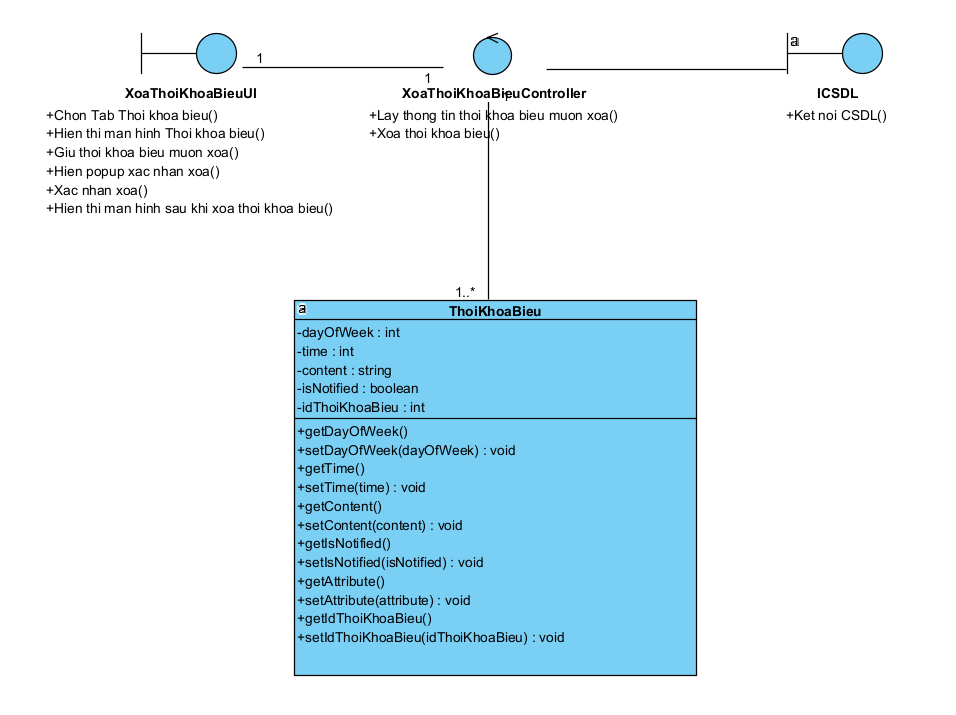 a
1
1
XoaThoiKhoaBieuUI
XoaThoiKhoaBieuController
ICSDL
+Chon Tab Thoi khoa bieu()
+Hien thi man hinh Thoi khoa bieu()
+Giu thoi khoa bieu muon xoa()
+Hien popup xac nhan xoa()
+Xac nhan xoa()
+Hien thi man hinh sau khi xoa thoi khoa bieu()
+Lay thong tin thoi khoa bieu muon xoa()
+Xoa thoi khoa bieu()
+Ket noi CSDL()
1..*
a
ThoiKhoaBieu
-dayOfWeek : int
-time : int
-content : string
-isNotified : boolean
-idThoiKhoaBieu : int
+getDayOfWeek()
+setDayOfWeek(dayOfWeek) : void
+getTime()
+setTime(time) : void
+getContent()
+setContent(content) : void
+getIsNotified()
+setIsNotified(isNotified) : void
+getAttribute()
+setAttribute(attribute) : void
+getIdThoiKhoaBieu()
+setIdThoiKhoaBieu(idThoiKhoaBieu) : void